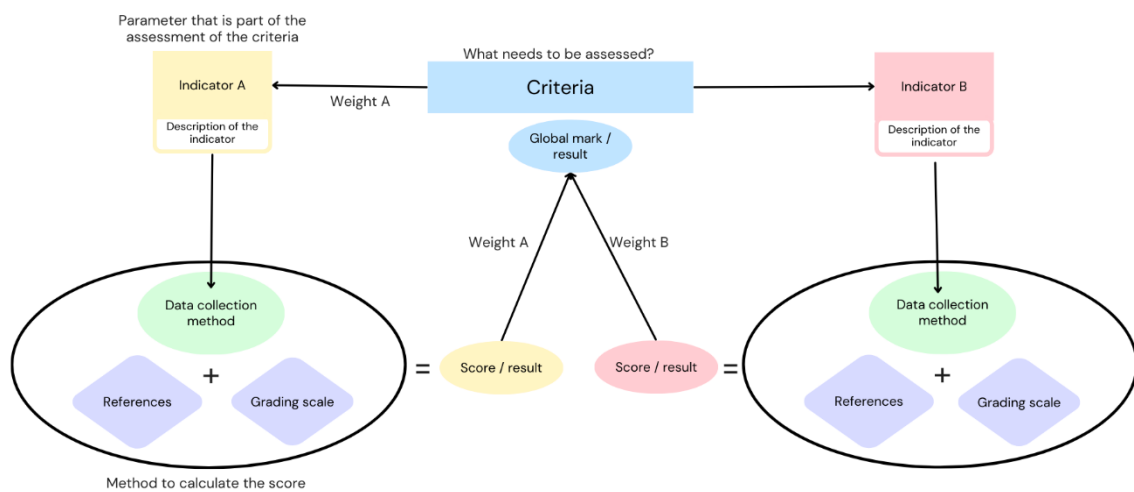 Parameter that is part of the
assessment of the criteria
What needs to be assessed?
Indicator A
Criteria
Indicator B
Weight A
Description of the
indicator
Global mark /
result
Description of the
indicator
Weight A
Weight B
Data collection
method
Data collection
method
+
=
Score / result
Score / result
=
+
References
Grading scale
References
Grading scale
Method to calculate the score